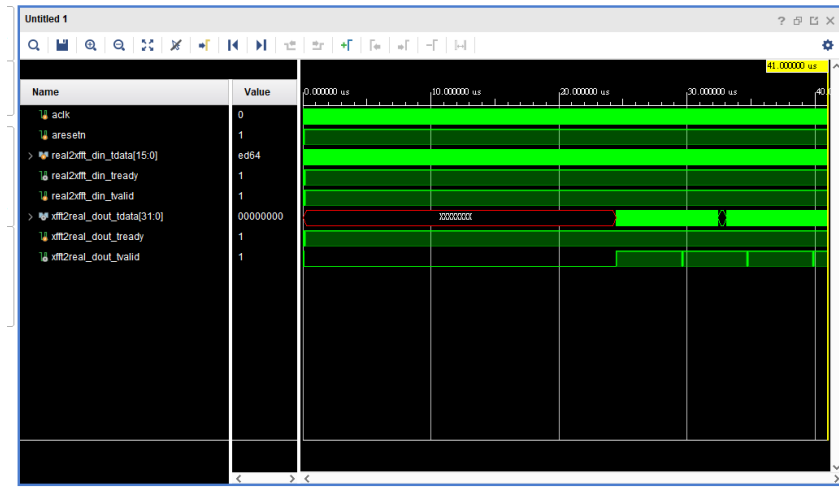 Untitled 1
41.000000 us
Name Value 0.000000 us 10.000000 us 20.000000 us 30.000000 us 40.
aclk 0
aresetn 1
real2xfft_din_tdata[15:0] ed64
real2xfft_din_tready 1
real2xfft_din_tvalid 1
xfft2real_dout_tdata[31:0] 00000000 XXXXXXXX
xfft2real_dout_tready 1
xfft2real_dout_tvalid 1